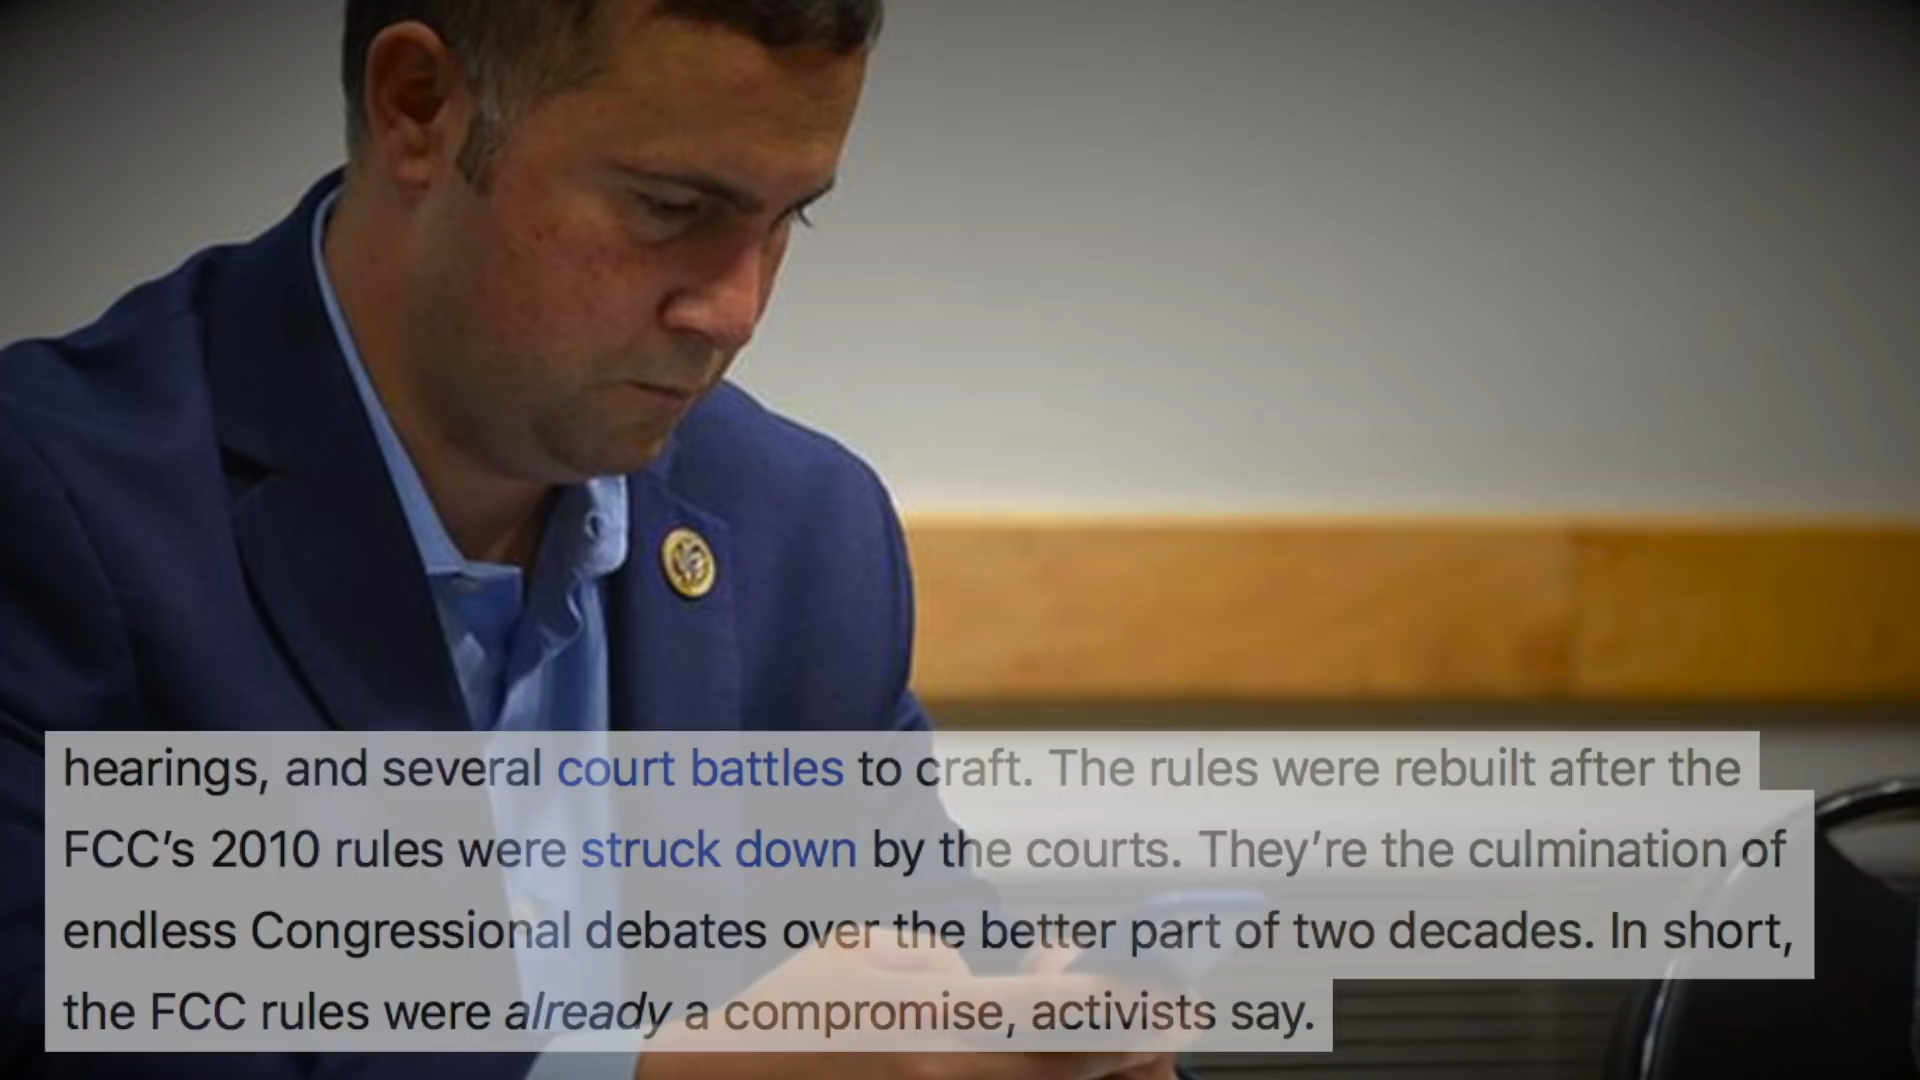 hearings, and several court battles to craft. The rules were rebuilt after the
FCC’s 2010 rules were struck down by the courts. They’re the culmination of
endless Congressional debates over the better part of two decades. In short,
the FCC rules were already a compromise, activists say.